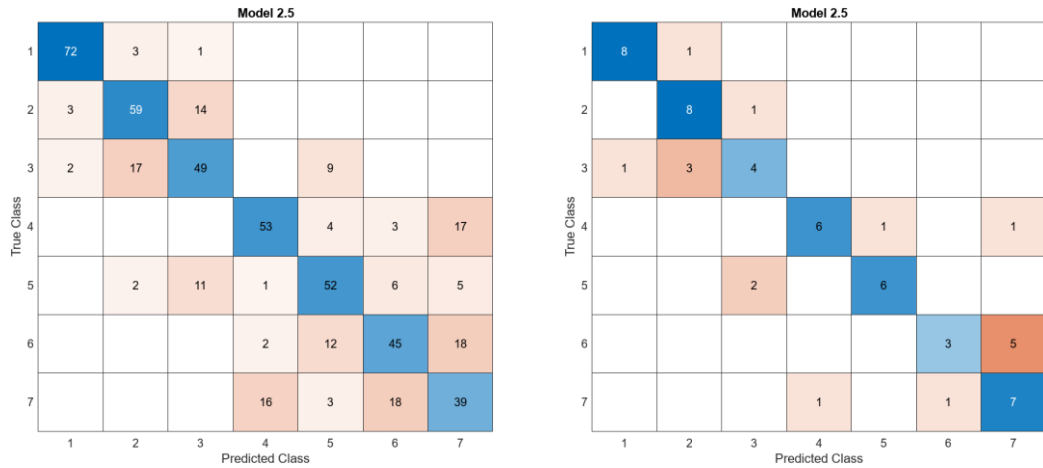 Model 2.5
1 72 3 1
2 3 59 14
3 2 17 49 9
4 53 4 3 17
5 2 11 1 52 6 5
6 2 12 45 18
7 16 3 18 39
1 2 3 4 5 6 7
Predicted Class
True Class
Model 2.5
1 8 1
2 8 1
3 1 3 4
4 6 1 1
5 2 6
6 3 5
7 1 1 7
1 2 3 4 5 6 7
Predicted Class
True Class